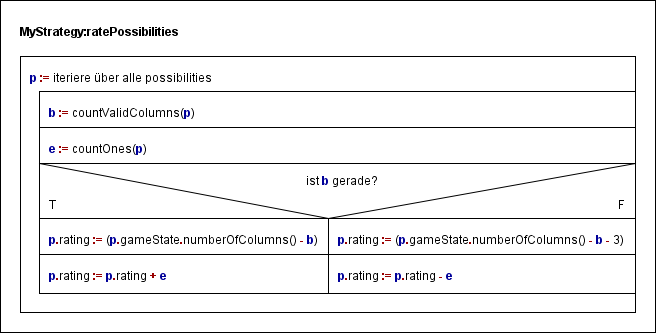 MyStrategy:ratePossibilities
p := iteriere über alle possibilities
b := countValidColumns(p)
e := countOnes(p)
ist b gerade?
T F
p.rating := (p.gameState.numberOfColumns() - b) p.rating := (p.gameState.numberOfColumns() - b - 3)
p.rating := p.rating + e p.rating := p.rating - e